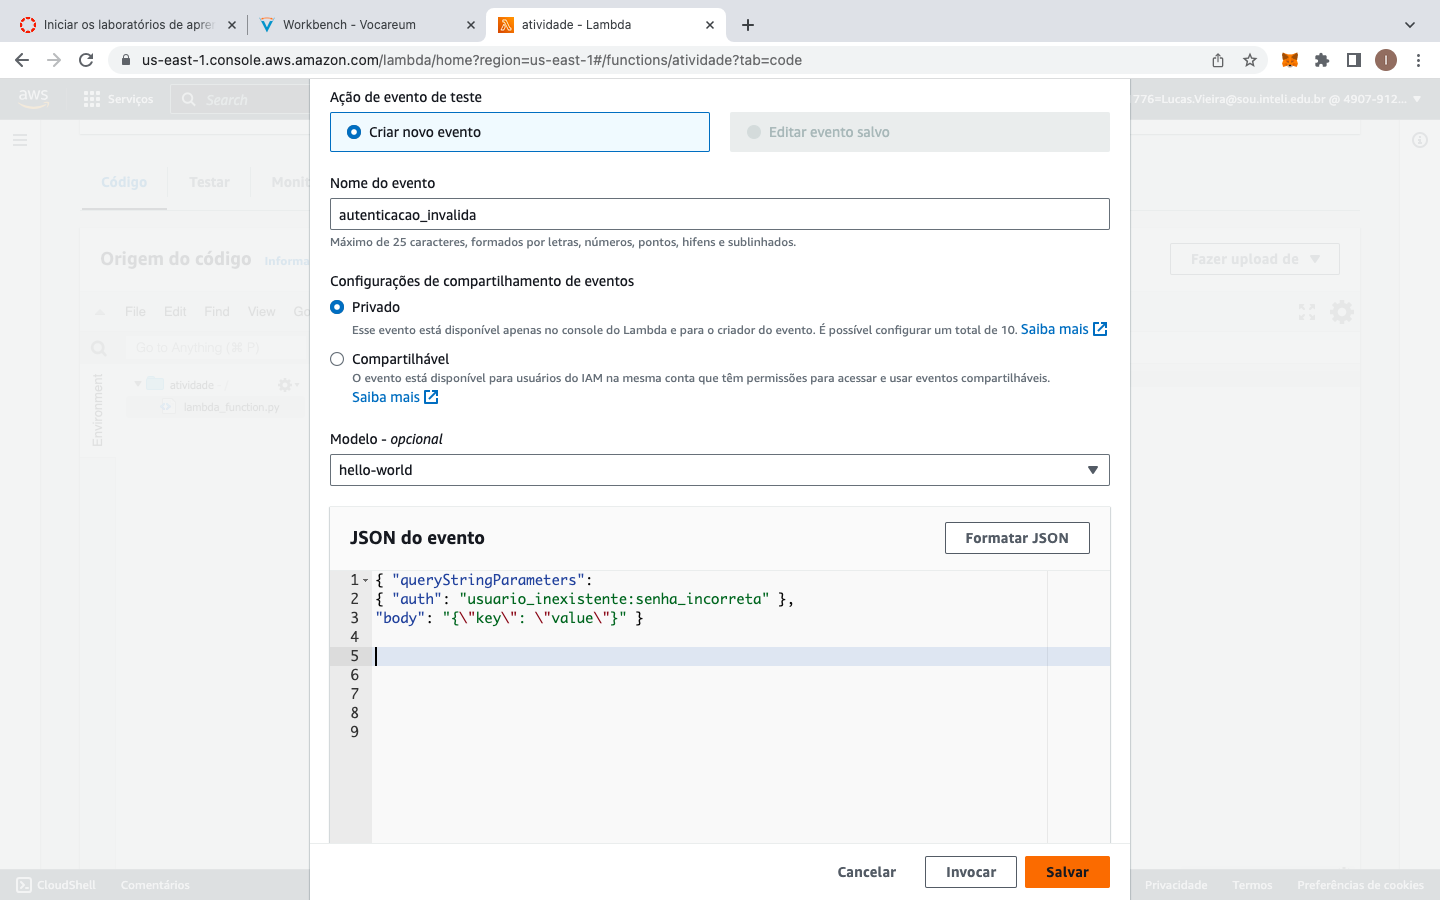 Iniciar os laboratórios de apre
Workbench - Vocareum
atividade - Lambda
us-east-1.console.aws.amazon.com/lambda/home?region=us-east-1#/functions/atividade?tab=code
aws
Serviços
Search
776=Lucas.Vieira@sou.inteli.edu.br @ 4907-912...
Ação de evento de teste
Criar novo evento
Editar evento salvo
Código
Testar
Monit
Nome do evento
autenticacao_invalida
Máximo de 25 caracteres, formados por letras, números, pontos, hifens e sublinhados.
Origem do código
Informa
Fazer upload de
Configurações de compartilhamento de eventos
File Edit Find View Go
Privado
Esse evento está disponível apenas no console do Lambda e para o criador do evento. É possível configurar um total de 10. Saiba mais
Go to Anything (⌘ P)
Compartilhável
O evento está disponível para usuários do IAM na mesma conta que têm permissões para acessar e usar eventos compartilháveis.
Saiba mais
Environment
atividade - /
lambda_function.py
Modelo - opcional
hello-world
JSON do evento
Formatar JSON
1 { "queryStringParameters":
2 { "auth": "usuario_inexistente:senha_incorreta" },
3 "body": "{\"key\": \"value\"}" }
4
5
6
7
8
9
Cancelar
Invocar
Salvar
CloudShell
Comentários
Privacidade
Termos
Preferências de cookies